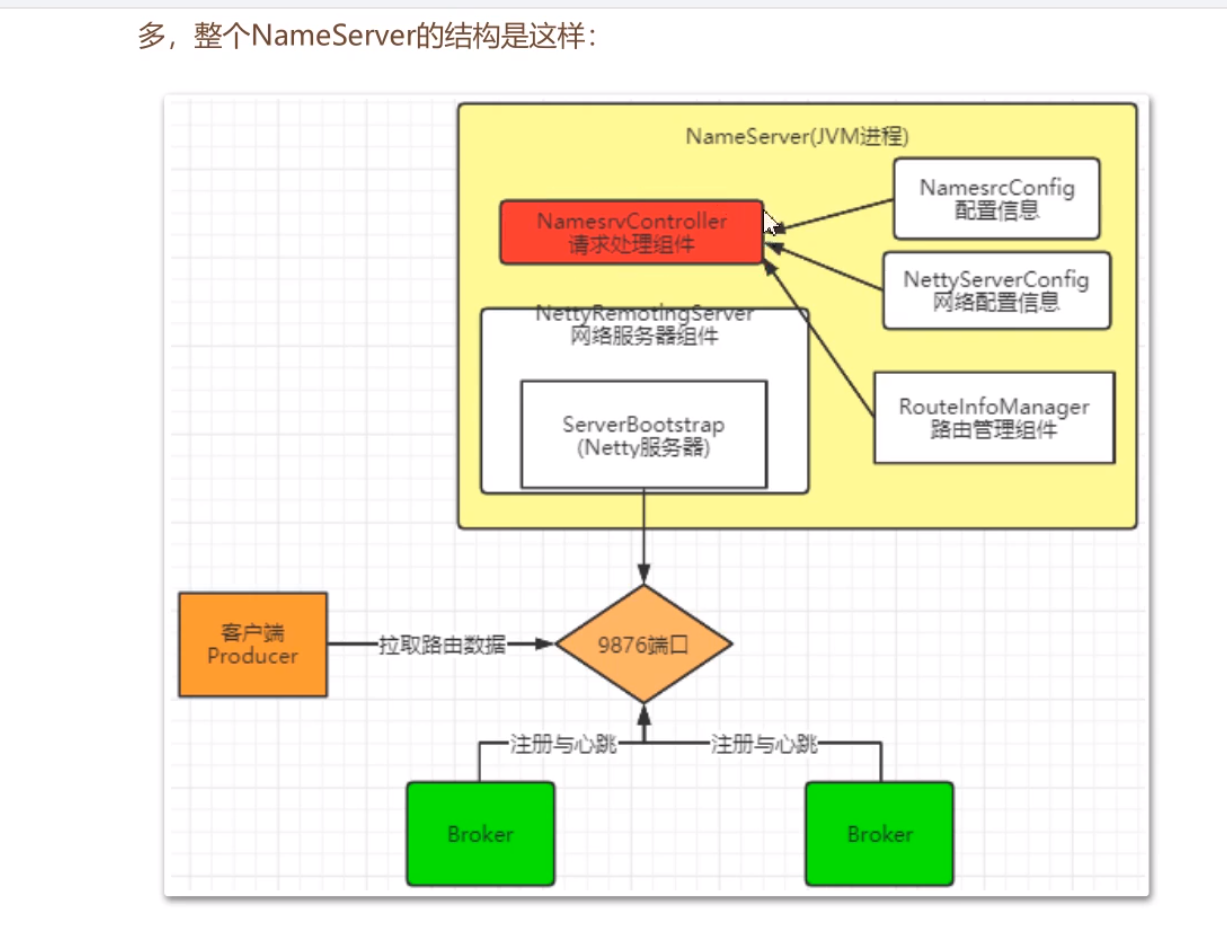 多，整个NameServer的结构是这样：
NameServer(JVM进程)
NamesrvController
请求处理组件
NamesrcConfig
配置信息
NettyServerConfig
网络配置信息
NettyRemotingServer
网络服务器组件
ServerBootstrap
(Netty服务器)
RouteInfoManager
路由管理组件
客户端
Producer
拉取路由数据
9876端口
注册与心跳
注册与心跳
Broker
Broker